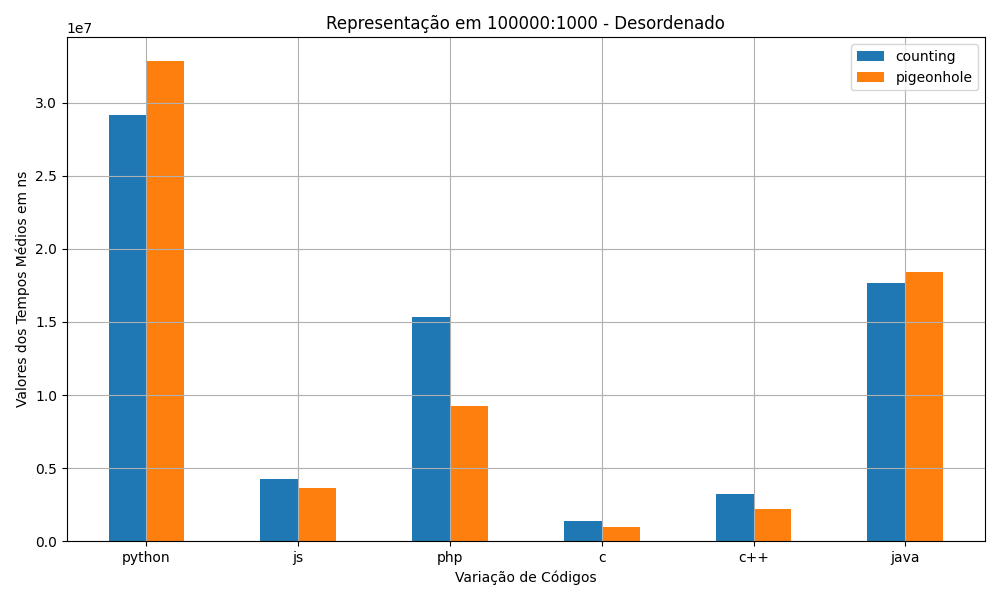 Representação em 100000:1000 - Desordenado
1e7
counting
pigeonhole
3.0
2.5
2.0
1.5
1.0
0.5
0.0
Valores dos Tempos Médios em ns
python js php c c++ java
Variação de Códigos